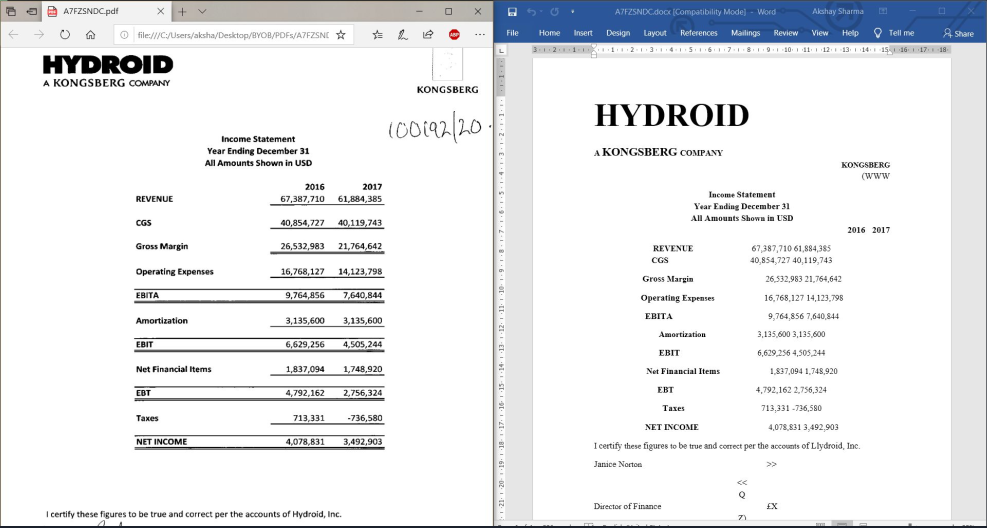 A7FZSNDC.pdf
file:///C:/Users/aksha/Desktop/BYOB/PDFs/A7FZSN
HYDROID
A KONGSBERG COMPANY
KONGSBERG
100192/20
Income Statement
Year Ending December 31
All Amounts Shown in USD
2016 2017
REVENUE 67,387,710 61,884,385
CGS 40,854,727 40,119,743
Gross Margin 26,532,983 21,764,642
Operating Expenses 16,768,127 14,123,798
EBITA 9,764,856 7,640,844
Amortization 3,135,600 3,135,600
EBIT 6,629,256 4,505,244
Net Financial Items 1,837,094 1,748,920
EBT 4,792,162 2,756,324
Taxes 713,331 -736,580
NET INCOME 4,078,831 3,492,903
I certify these figures to be true and correct per the accounts of Hydroid, Inc.
A7FZSNDC.docx [Compatibility Mode] - Word Akshay Sharma
File Home Insert Design Layout References Mailings Review View Help Tell me Share
HYDROID
A KONGSBERG COMPANY
KONGSBERG
(WWW
Income Statement
Year Ending December 31
All Amounts Shown in USD
2016 2017
REVENUE 67,387,710 61,884,385
CGS 40,854,727 40,119,743
Gross Margin 26,532,983 21,764,642
Operating Expenses 16,768,127 14,123,798
EBITA 9,764,856 7,640,844
Amortization 3,135,600 3,135,600
EBIT 6,629,256 4,505,244
Net Financial Items 1,837,094 1,748,920
EBT 4,792,162 2,756,324
Taxes 713,331 -736,580
NET INCOME 4,078,831 3,492,903
I certify these figures to be true and correct per the accounts of Llydroid, Inc.
Janice Norton >>
<<
Q
Director of Finance £X
Z)